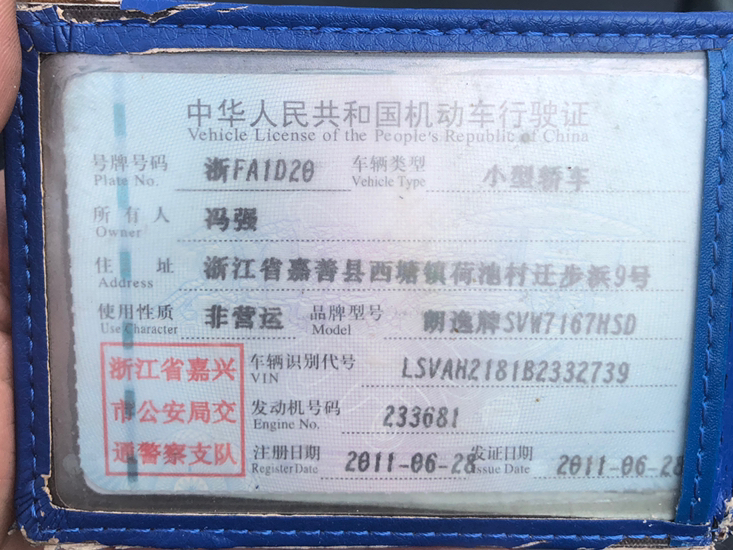 中华人民共和国机动车行驶证
Vehicle License of the People's Republic of China
号牌号码 浙FA1D20 车辆类型 小型轿车
Plate No. Vehicle Type
所有人 冯强
Owner
住址 浙江省嘉善县西塘镇荷池村迁步浜9号
Address
使用性质 非营运 品牌型号 朗逸牌SVW7167HSD
Use Character Model
浙江省嘉兴 车辆识别代号 LSVAH2181B2332739
VIN
市公安局交 发动机号码 233681
Engine No.
通警察支队 注册日期 2011-06-28 发证日期 2011-06-28
Register Date Issue Date